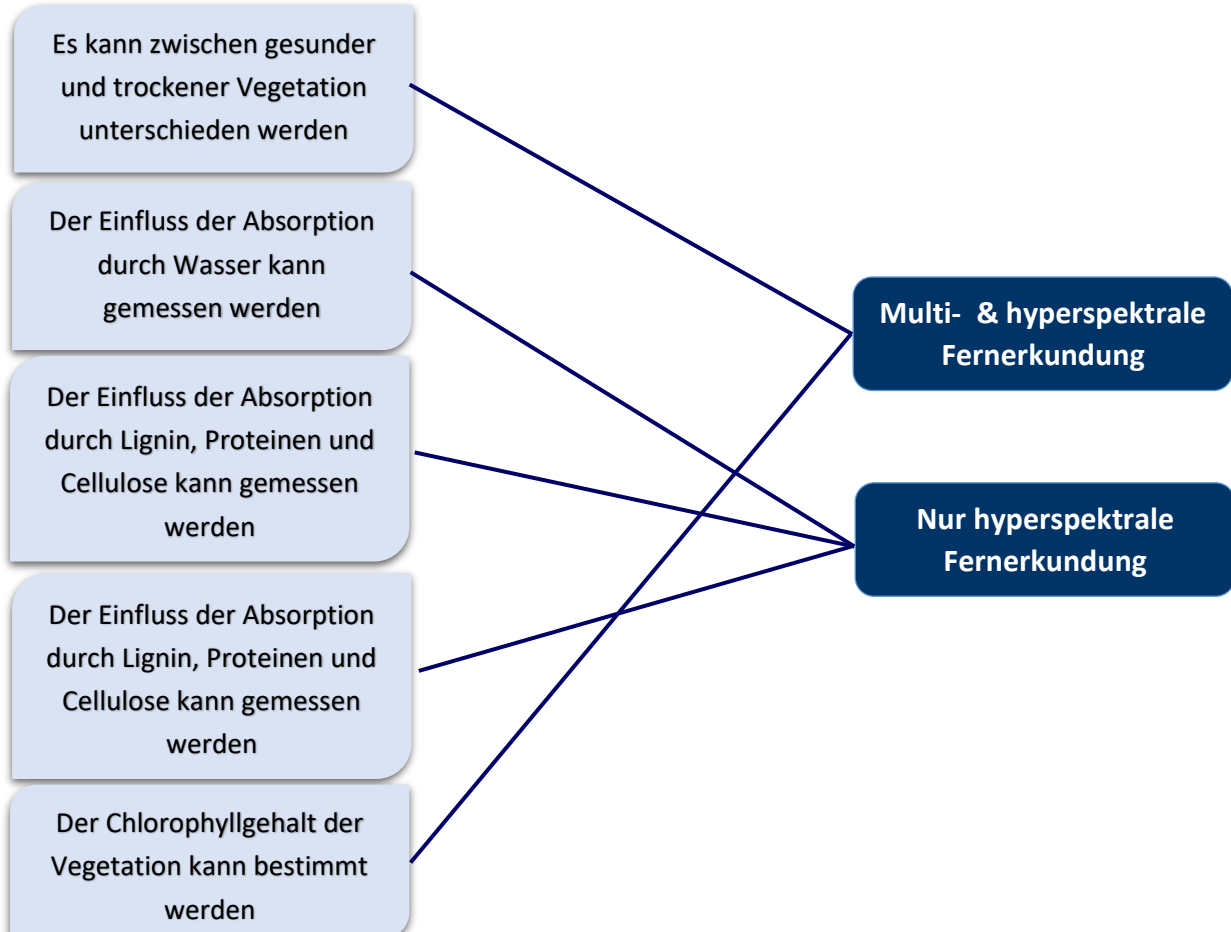 Es kann zwischen gesunder
und trockener Vegetation
unterschieden werden
Der Einfluss der Absorption
durch Wasser kann
gemessen werden
Der Einfluss der Absorption
durch Lignin, Proteinen und
Cellulose kann gemessen
werden
Der Einfluss der Absorption
durch Lignin, Proteinen und
Cellulose kann gemessen
werden
Der Chlorophyllgehalt der
Vegetation kann bestimmt
werden
Multi- & hyperspektrale
Fernerkundung
Nur hyperspektrale
Fernerkundung